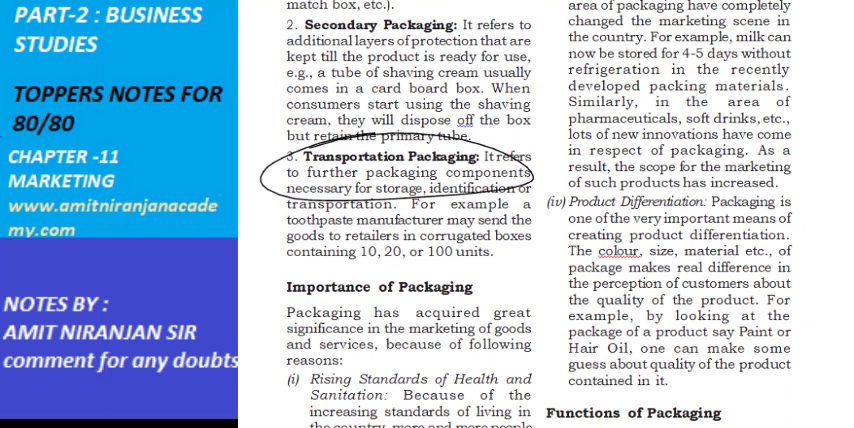 PART-2 : BUSINESS
STUDIES
TOPPERS NOTES FOR
80/80
CHAPTER -11
MARKETING
www.amitniranjanacade
my.com
NOTES BY :
AMIT NIRANJAN SIR
comment for any doubts
match box, etc.).
2. Secondary Packaging: It refers to
additional layers of protection that are
kept till the product is ready for use,
e.g., a tube of shaving cream usually
comes in a card board box. When
consumers start using the shaving
cream, they will dispose off the box
but retain the primary tube.
3. Transportation Packaging: It refers
to further packaging components
necessary for storage, identification or
transportation. For example a
toothpaste manufacturer may send the
goods to retailers in corrugated boxes
containing 10, 20, or 100 units.
Importance of Packaging
Packaging has acquired great
significance in the marketing of goods
and services, because of following
reasons:
(i) Rising Standards of Health and
Sanitation: Because of the
increasing standards of living in
the country, more and more people
area of packaging have completely
changed the marketing scene in
the country. For example, milk can
now be stored for 4-5 days without
refrigeration in the recently
developed packing materials.
Similarly, in the area of
pharmaceuticals, soft drinks, etc.,
lots of new innovations have come
in respect of packaging. As a
result, the scope for the marketing
of such products has increased.
(iv) Product Differentiation: Packaging is
one of the very important means of
creating product differentiation.
The colour, size, material etc., of
package makes real difference in
the perception of customers about
the quality of the product. For
example, by looking at the
package of a product say Paint or
Hair Oil, one can make some
guess about quality of the product
contained in it.
Functions of Packaging